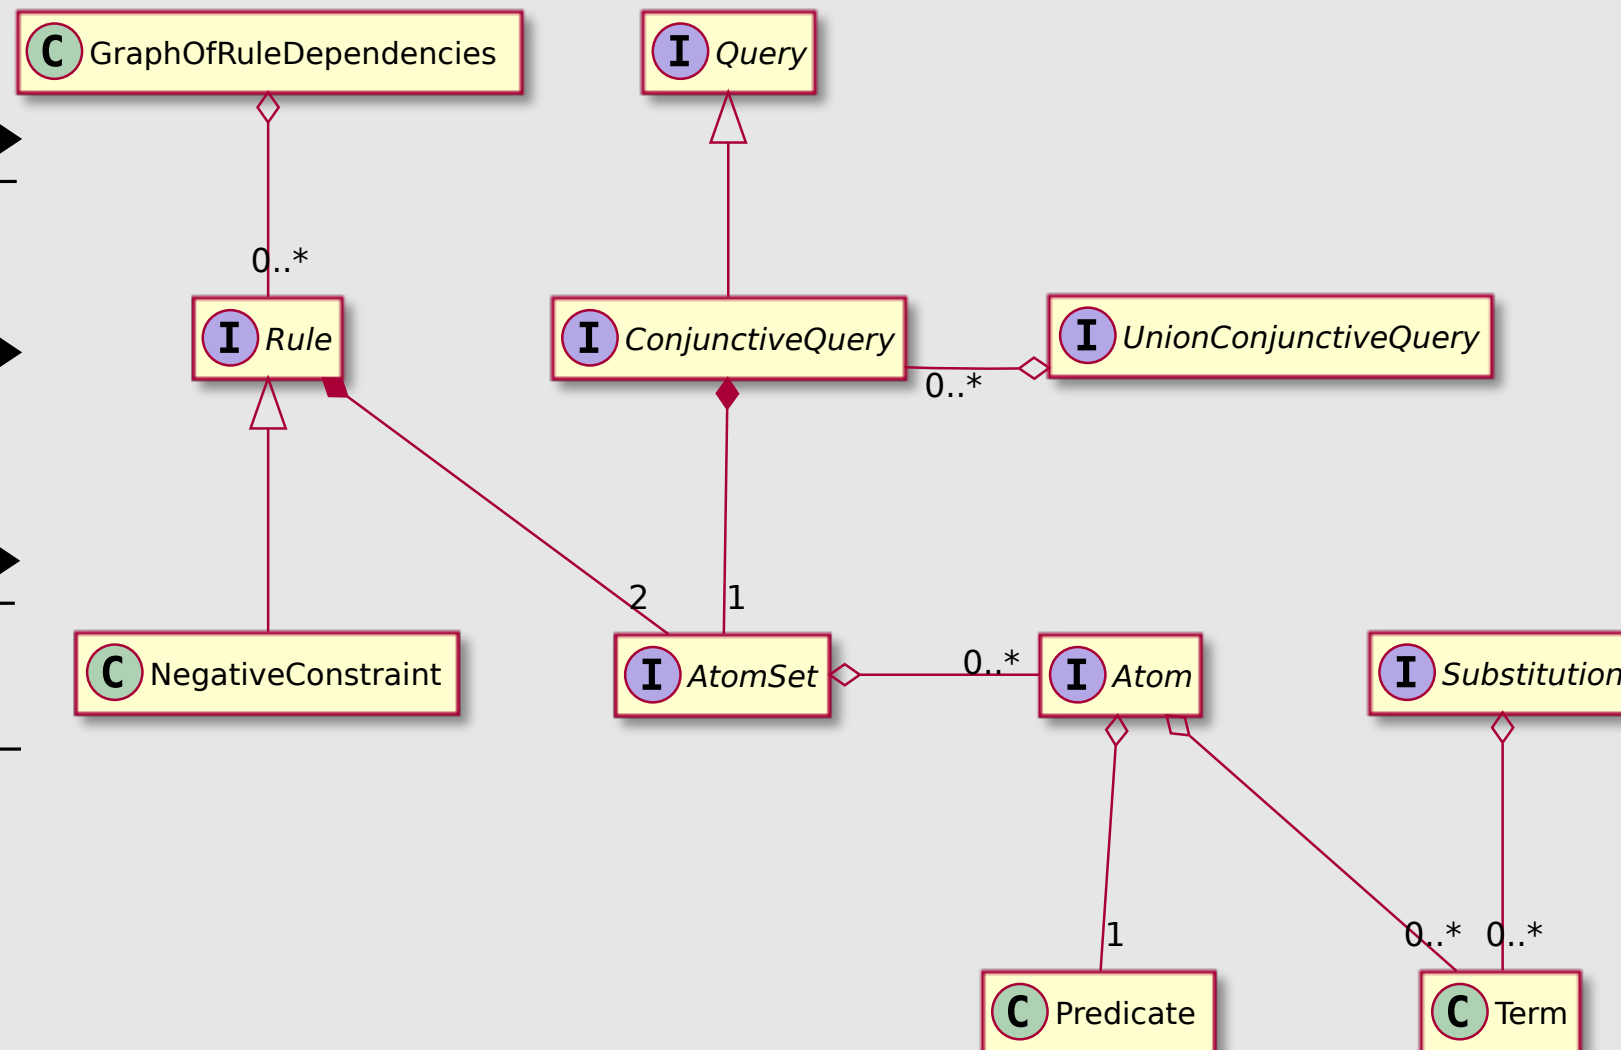 C GraphOfRuleDependencies
I Query
0..*
I Rule
I ConjunctiveQuery
I UnionConjunctiveQuery
0..*
2
1
C NegativeConstraint
I AtomSet
0..*
I Atom
I Substitution
1
0..*
0..*
C Predicate
C Term